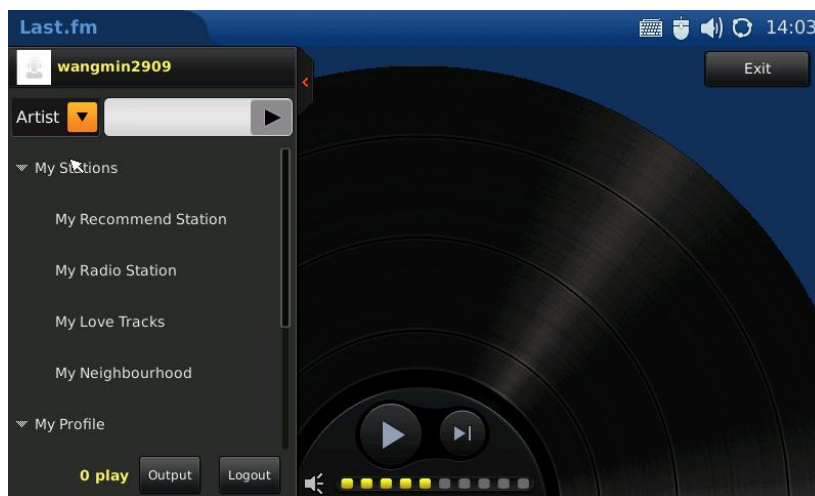 Last.fm
14:03
wangmin2909
Exit
Artist
My Stations
My Recommend Station
My Radio Station
My Love Tracks
My Neighbourhood
My Profile
0 play
Output
Logout